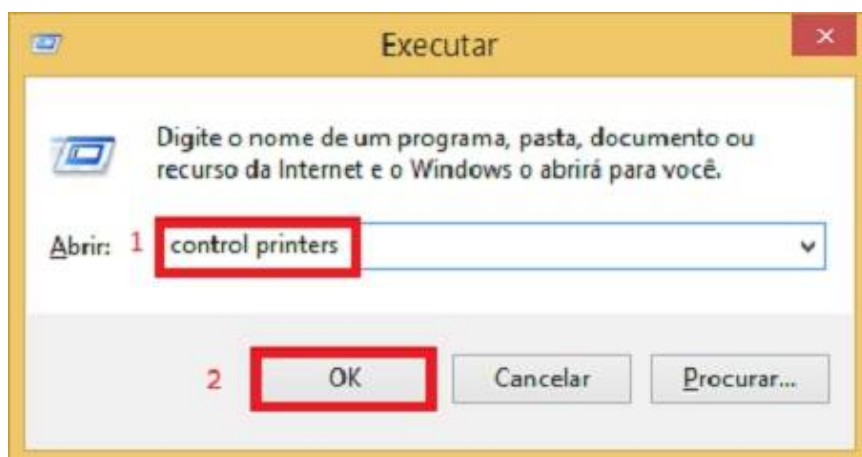 Executar
Digite o nome de um programa, pasta, documento ou
recurso da Internet e o Windows o abrirá para você.
Abrir: 1 control printers
2 OK Cancelar Procurar...